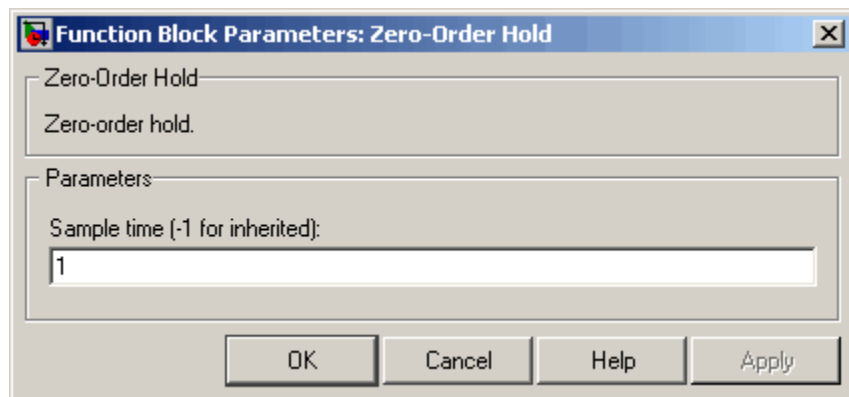 Function Block Parameters: Zero-Order Hold
Zero-Order Hold
Zero-order hold.
Parameters
Sample time (-1 for inherited):
1
OK Cancel Help Apply